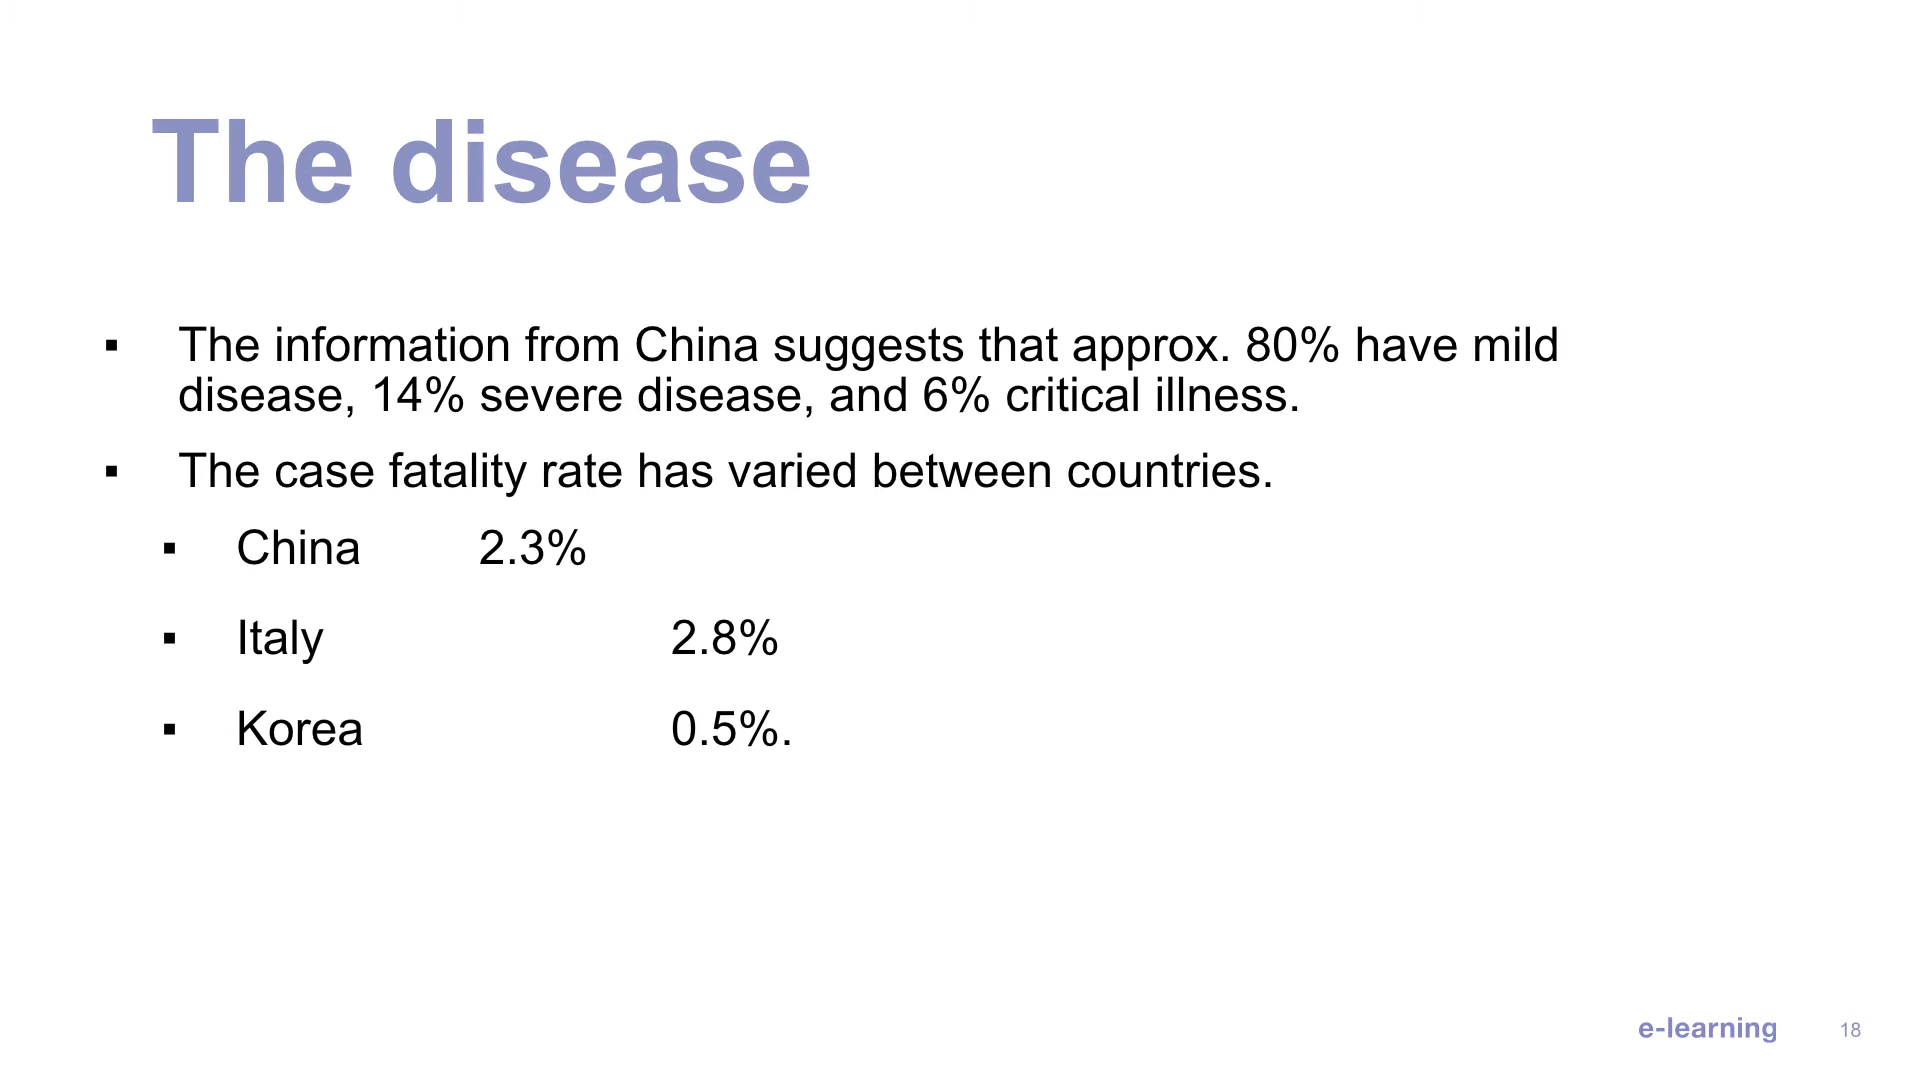 The disease
▪ The information from China suggests that approx. 80% have mild
disease, 14% severe disease, and 6% critical illness.
▪ The case fatality rate has varied between countries.
▪ China 2.3%
▪ Italy 2.8%
▪ Korea 0.5%.
e-learning 18